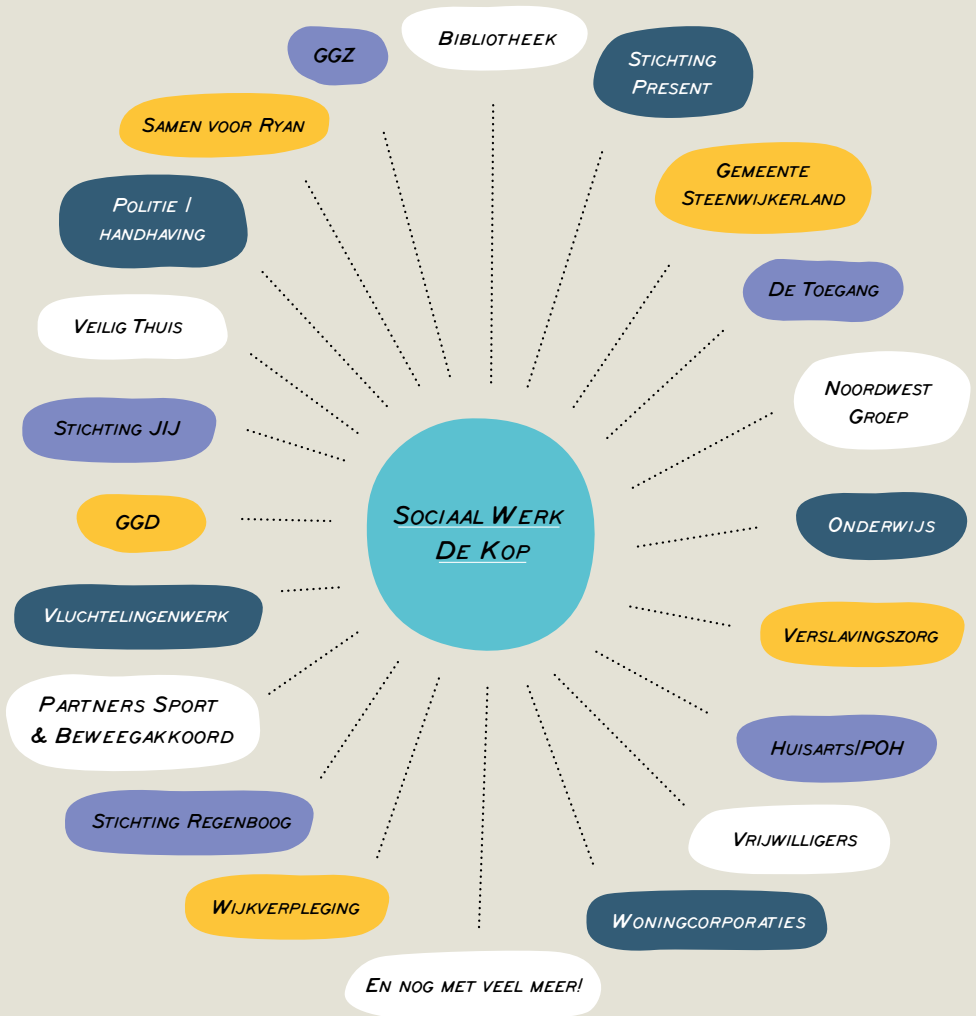 Bibliotheek
GGZ
Stichting
Present
Samen voor Ryan
Gemeente
Steenwijkerland
Politie /
handhaving
De Toegang
Veilig Thuis
Noordwest
Groep
Stichting JIJ
Sociaal Werk
De Kop
GGD
Onderwijs
Vluchtelingenwerk
Verslavingszorg
Partners Sport
& Beweegakkoord
Huisarts/POH
Stichting Regenboog
Vrijwilligers
Wijkverpleging
Woningcorporaties
En nog met veel meer!